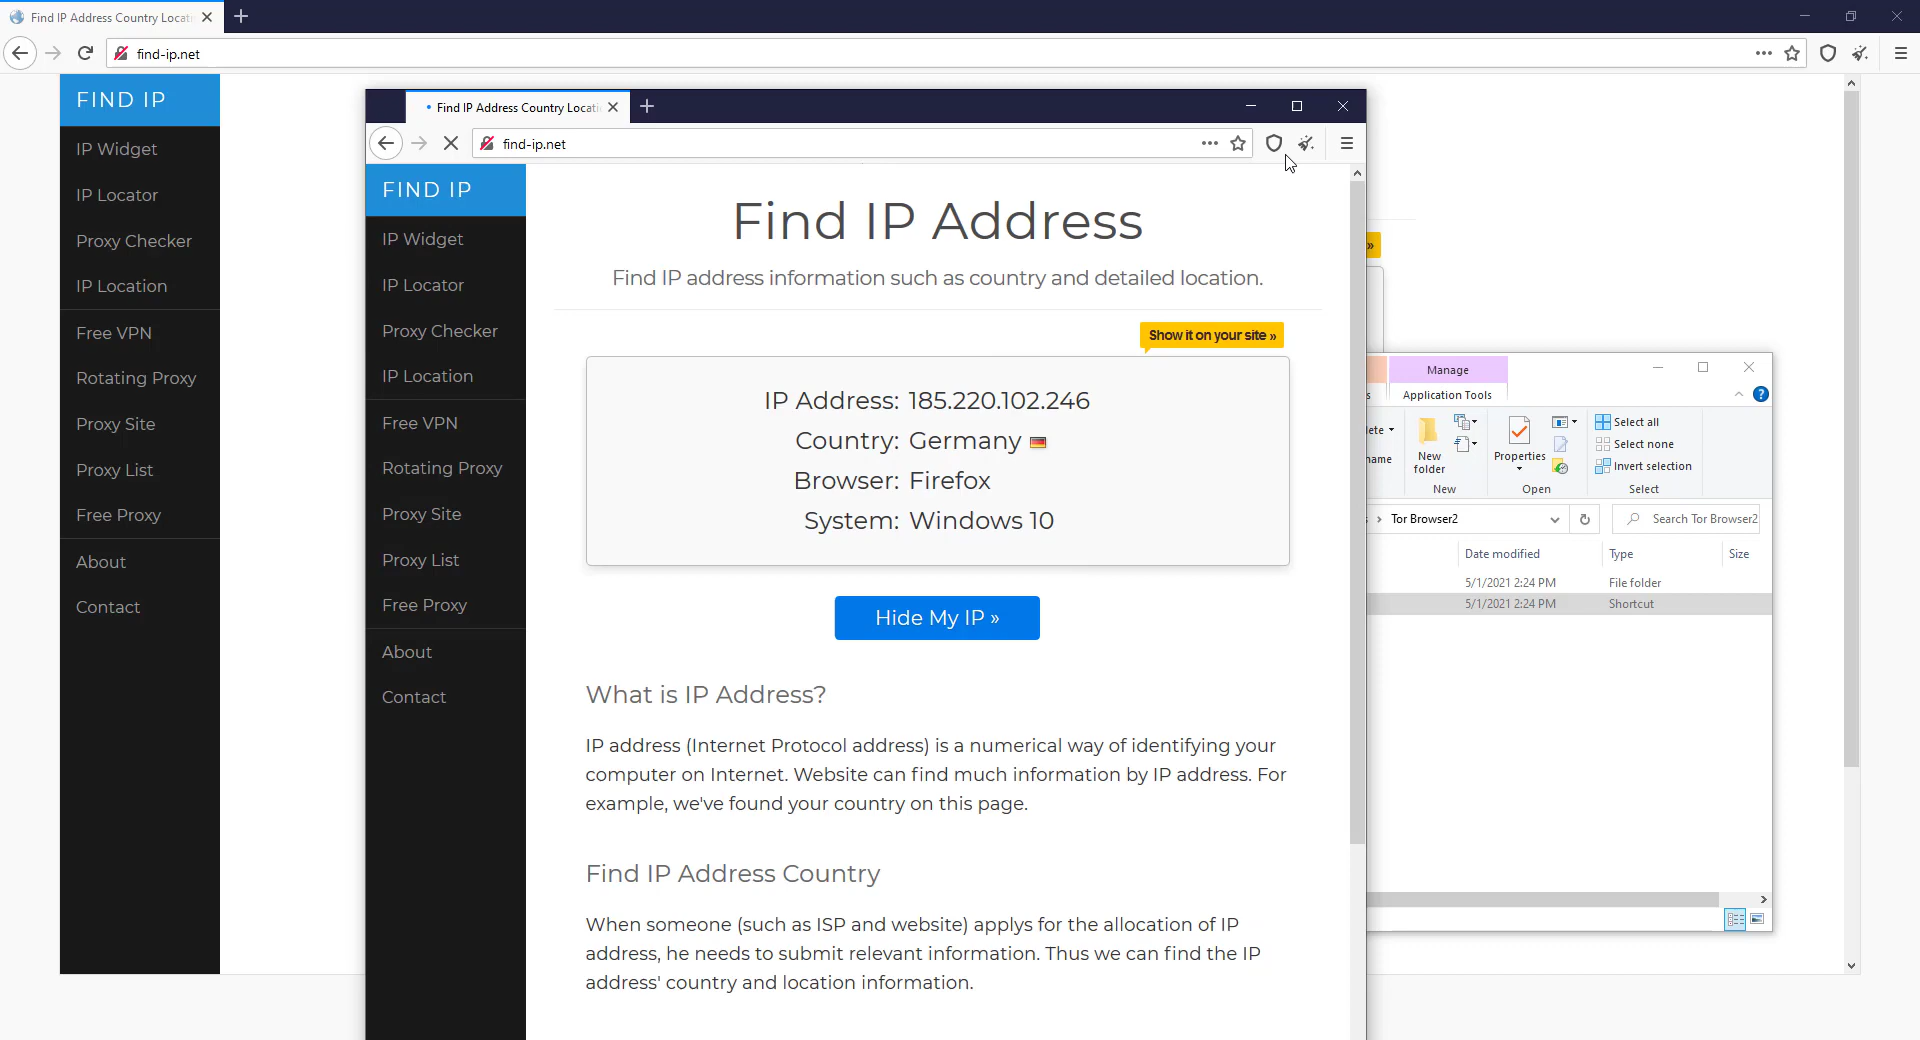 Find IP Address Country Locati
find-ip.net
FIND IP
IP Widget
IP Locator
Proxy Checker
IP Location
Free VPN
Rotating Proxy
Proxy Site
Proxy List
Free Proxy
About
Contact
Find IP Address Country Locati
find-ip.net
FIND IP
IP Widget
IP Locator
Proxy Checker
IP Location
Free VPN
Rotating Proxy
Proxy Site
Proxy List
Free Proxy
About
Contact
Find IP Address
Find IP address information such as country and detailed location.
Show it on your site »
IP Address: 185.220.102.246
Country: Germany
Browser: Firefox
System: Windows 10
Hide My IP »
What is IP Address?
IP address (Internet Protocol address) is a numerical way of identifying your
computer on Internet. Website can find much information by IP address. For
example, we've found your country on this page.
Find IP Address Country
When someone (such as ISP and website) applys for the allocation of IP
address, he needs to submit relevant information. Thus we can find the IP
address' country and location information.
»
Manage
s Application Tools
lete
name
New
folder
New
Properties
Open
Select all
Select none
Invert selection
Select
s › Tor Browser2
Search Tor Browser2
Date modified Type Size
5/1/2021 2:24 PM File folder
5/1/2021 2:24 PM Shortcut